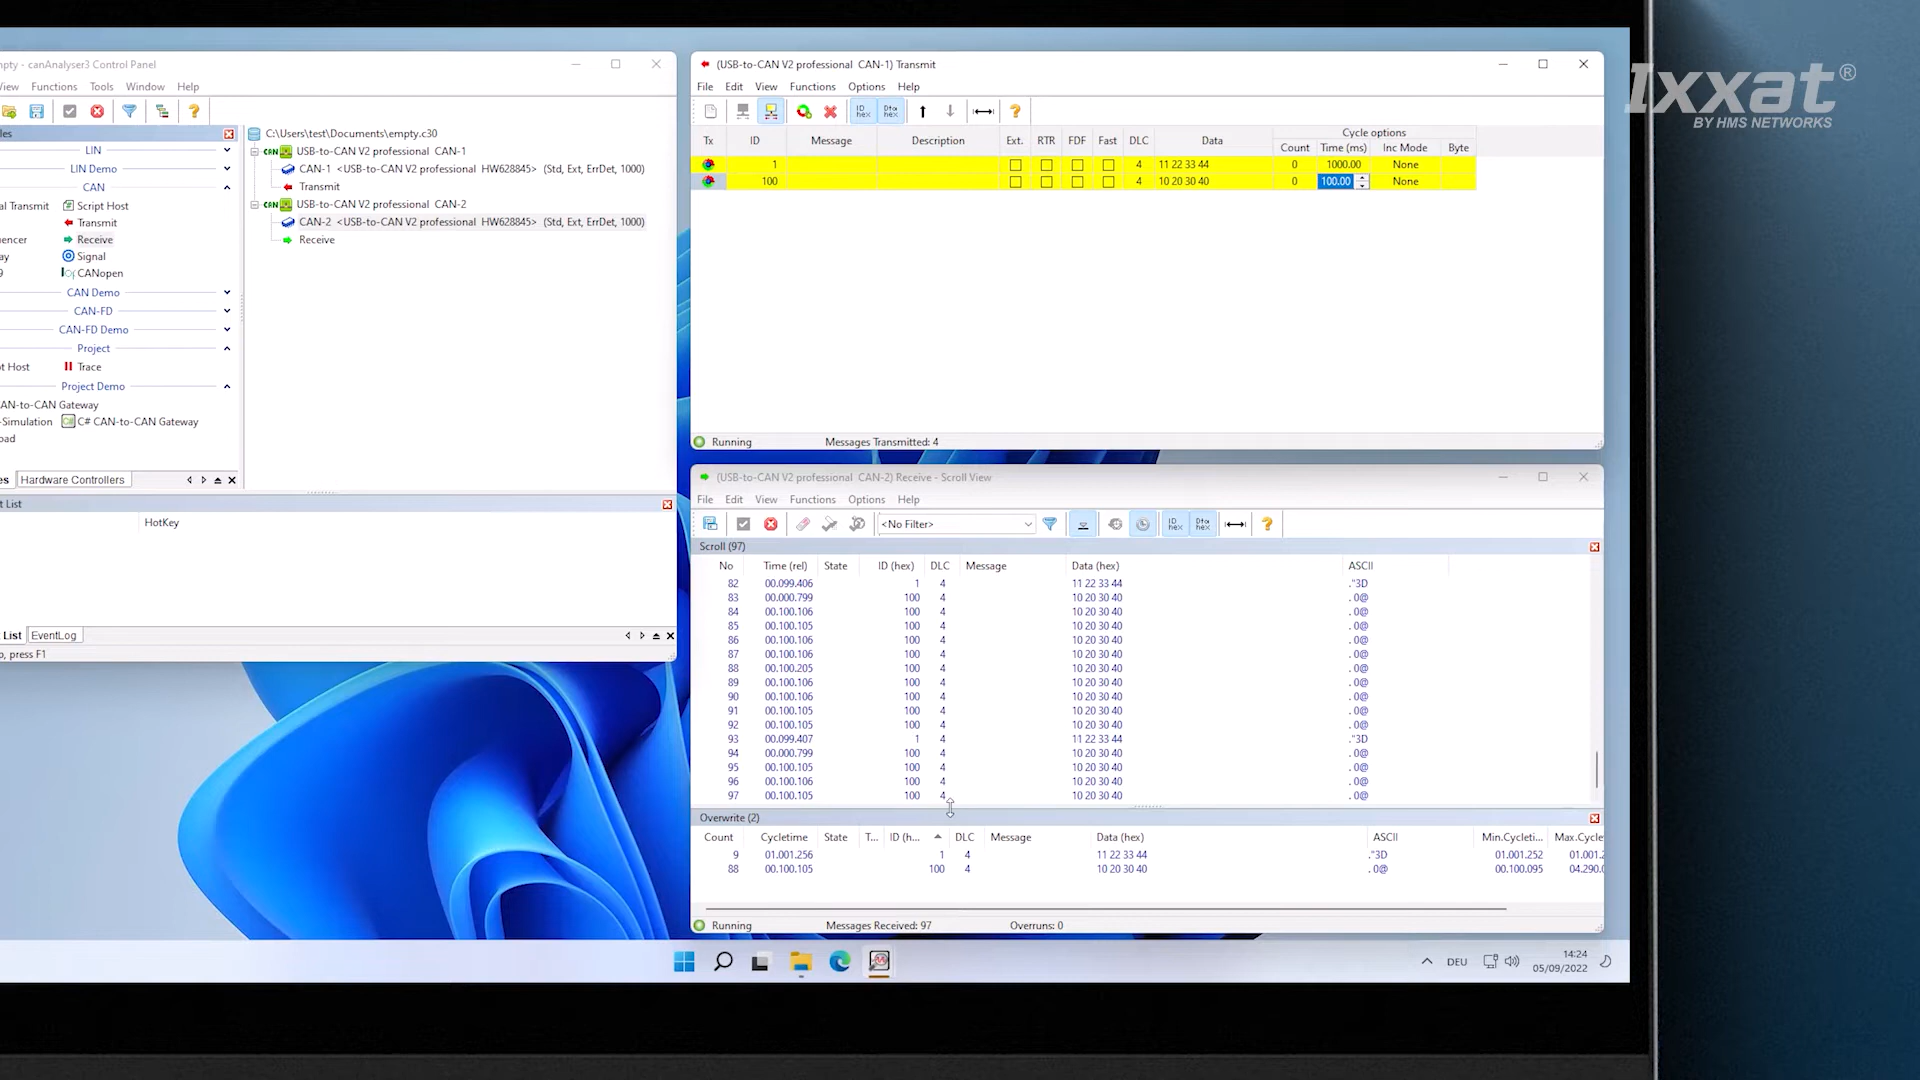 Ixxat®
BY HMS NETWORKS
mpty - canAnalyser3 Control Panel
View Functions Tools Window Help
LIN
LIN Demo
CAN
al Transmit Script Host
Transmit
Receive
Signal
CANopen
CAN Demo
CAN-FD
CAN-FD Demo
Project
pt Host Trace
Project Demo
AN-to-CAN Gateway
-Simulation C# CAN-to-CAN Gateway
oad
es Hardware Controllers
C:\Users\test\Documents\empty.c30
CAN USB-to-CAN V2 professional CAN-1
CAN-1 <USB-to-CAN V2 professional HW628845> (Std, Ext, ErrDet, 1000)
Transmit
CAN USB-to-CAN V2 professional CAN-2
CAN-2 <USB-to-CAN V2 professional HW628845> (Std, Ext, ErrDet, 1000)
Receive
t List
HotKey
t List EventLog
p, press F1
(USB-to-CAN V2 professional CAN-1) Transmit
File Edit View Functions Options Help
ID hex Dta hex
Cycle options
Tx ID Message Description Ext. RTR FDF Fast DLC Data Count Time (ms) Inc Mode Byte
1 4 11 22 33 44 0 1000.00 None
100 4 10 20 30 40 0 100.00 None
Running Messages Transmitted: 4
(USB-to-CAN V2 professional CAN-2) Receive - Scroll View
File Edit View Functions Options Help
<No Filter> ID hex Dta hex
Scroll (97)
No Time (rel) State ID (hex) DLC Message Data (hex) ASCII
82 00.099.406 1 4 11 22 33 44 ."3D
83 00.000.799 100 4 10 20 30 40 . 0@
84 00.100.106 100 4 10 20 30 40 . 0@
85 00.100.105 100 4 10 20 30 40 . 0@
86 00.100.106 100 4 10 20 30 40 . 0@
87 00.100.106 100 4 10 20 30 40 . 0@
88 00.100.205 100 4 10 20 30 40 . 0@
89 00.100.106 100 4 10 20 30 40 . 0@
90 00.100.106 100 4 10 20 30 40 . 0@
91 00.100.105 100 4 10 20 30 40 . 0@
92 00.100.105 100 4 10 20 30 40 . 0@
93 00.099.407 1 4 11 22 33 44 ."3D
94 00.000.799 100 4 10 20 30 40 . 0@
95 00.100.105 100 4 10 20 30 40 . 0@
96 00.100.106 100 4 10 20 30 40 . 0@
97 00.100.105 100 4 10 20 30 40 . 0@
Overwrite (2)
Count Cycletime State T... ID (h... DLC Message Data (hex) ASCII Min.Cycleti... Max.Cycle
9 01.001.256 1 4 11 22 33 44 ."3D 01.001.252 01.001.2
88 00.100.105 100 4 10 20 30 40 . 0@ 00.100.095 04.290.0
Running Messages Received: 97 Overruns: 0
DEU
14:24
05/09/2022